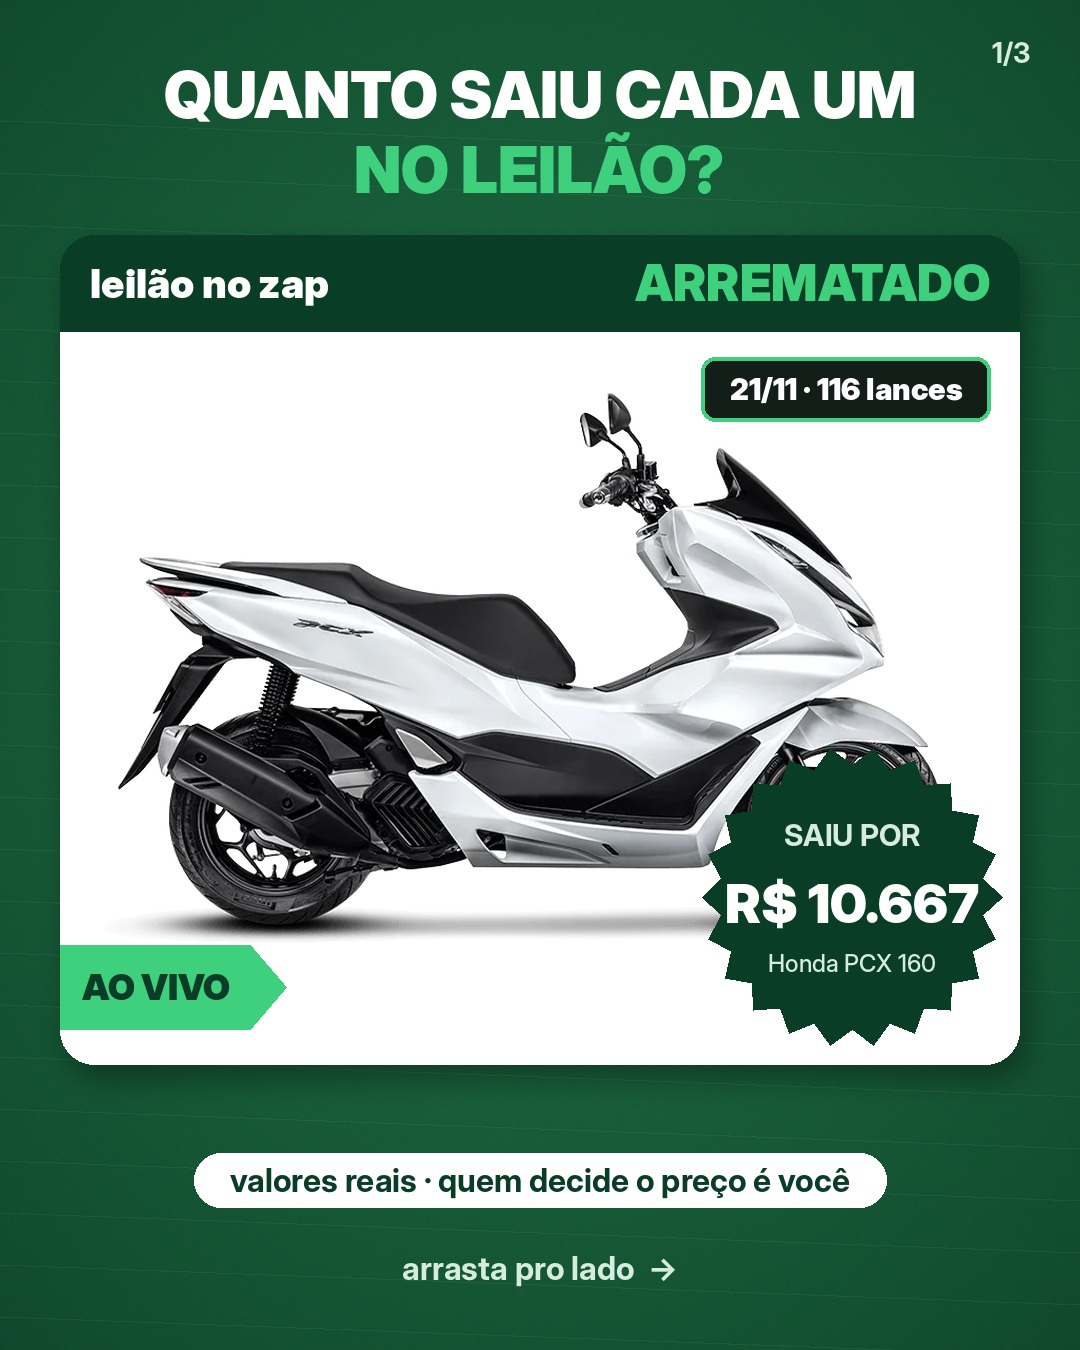 1/3
QUANTO SAIU CADA UM
NO LEILÃO?
leilão no zap
ARREMATADO
21/11 · 116 lances
PCX
SAIU POR
R$ 10.667
Honda PCX 160
AO VIVO
valores reais · quem decide o preço é você
arrasta pro lado →